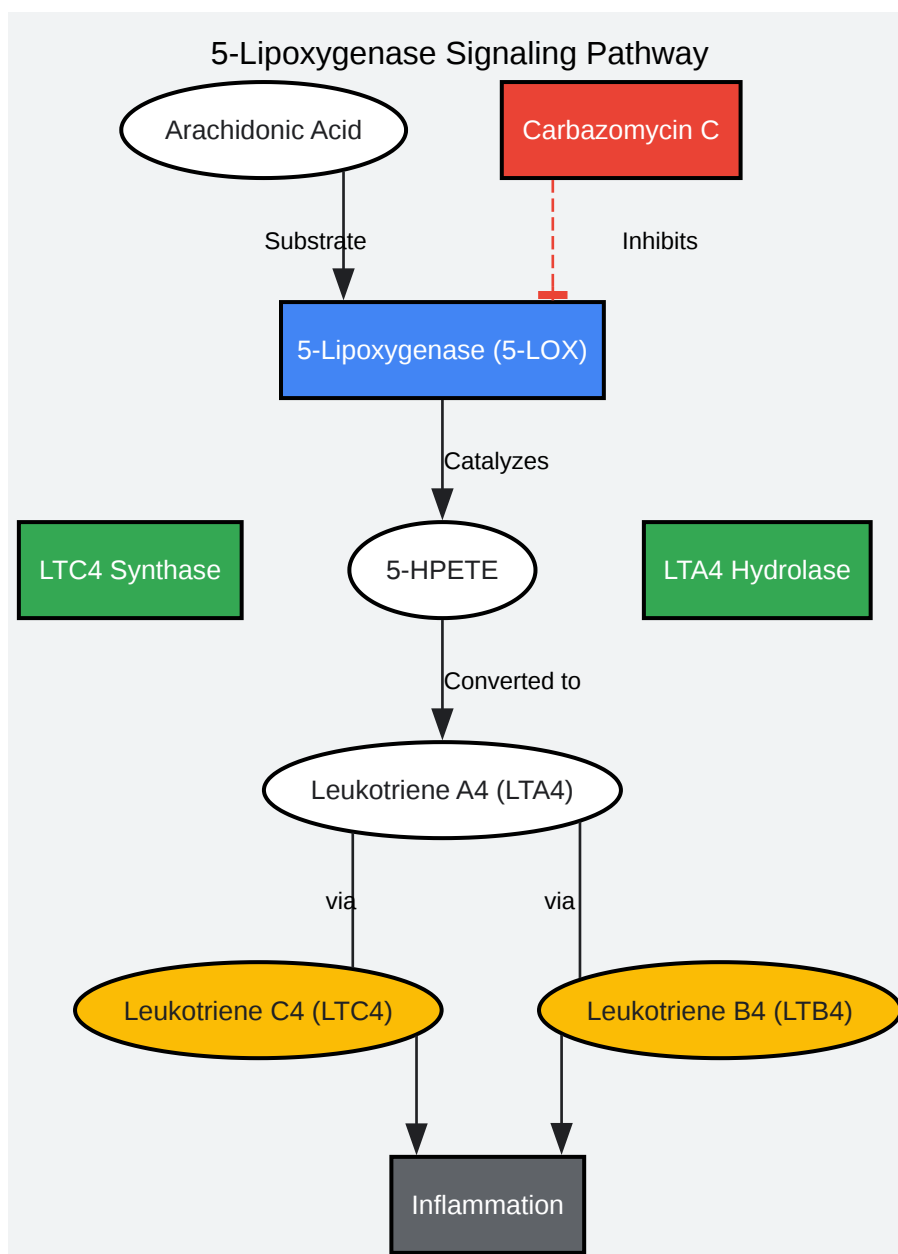 5-Lipoxygenase Signaling Pathway
Arachidonic Acid
Carbazomycin C
Substrate
Inhibits
5-Lipoxygenase (5-LOX)
Catalyzes
LTC4 Synthase
5-HPETE
LTA4 Hydrolase
Converted to
Leukotriene A4 (LTA4)
via
via
Leukotriene C4 (LTC4)
Leukotriene B4 (LTB4)
Inflammation